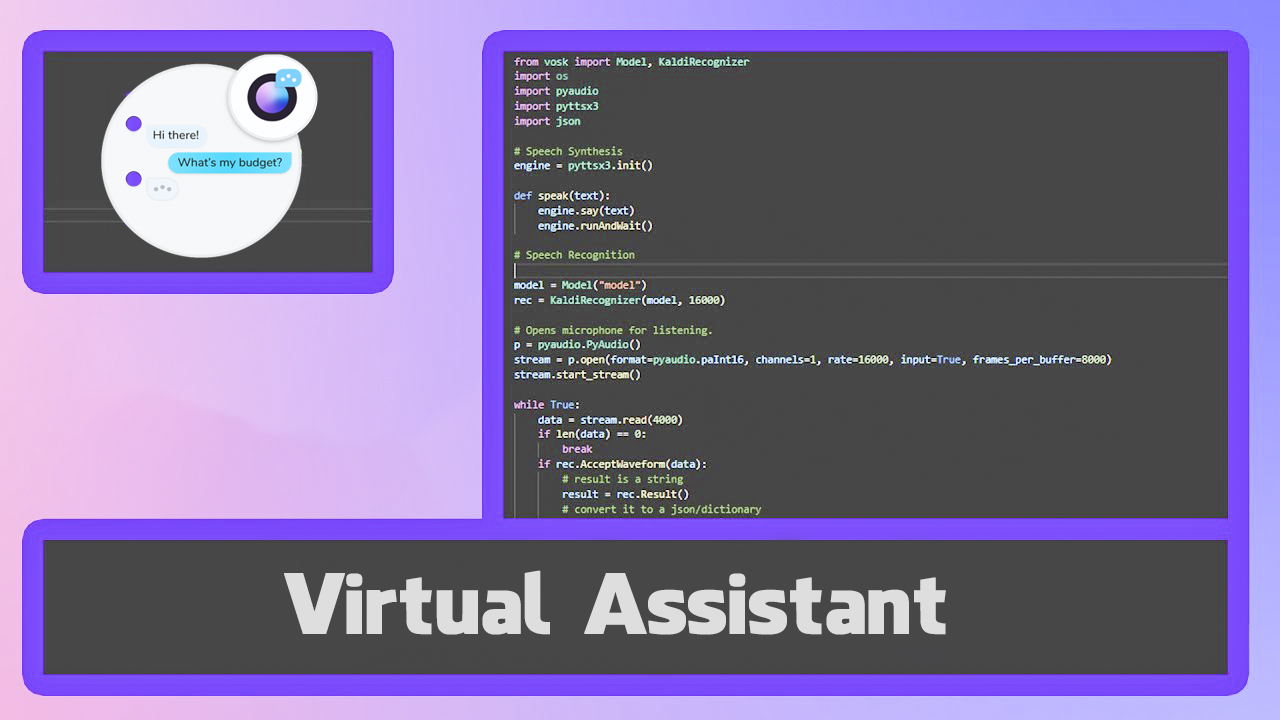 Hi there!
What's my budget?
from vosk import Model, KaldiRecognizer
import os
import pyaudio
import pyttsx3
import json
# Speech Synthesis
engine = pyttsx3.init()
def speak(text):
    engine.say(text)
    engine.runAndWait()
# Speech Recognition
model = Model("model")
rec = KaldiRecognizer(model, 16000)
# Opens microphone for listening.
p = pyaudio.PyAudio()
stream = p.open(format=pyaudio.paInt16, channels=1, rate=16000, input=True, frames_per_buffer=8000)
stream.start_stream()
while True:
    data = stream.read(4000)
    if len(data) == 0:
        break
    if rec.AcceptWaveform(data):
        # result is a string
        result = rec.Result()
        # convert it to a json/dictionary
Virtual Assistant